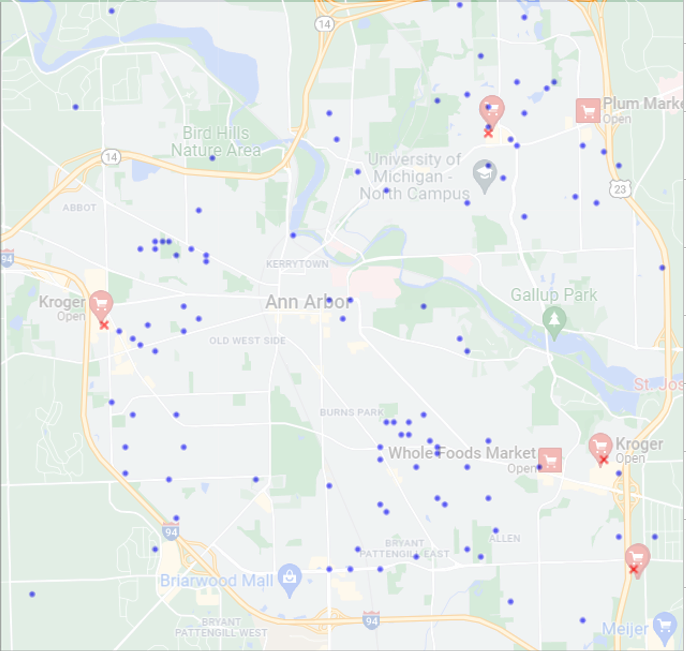 14
Plum Marke
Open
Bird Hills
Nature Area
14
University of
Michigan -
North Campus
23
ABBOT
KERRYTOWN
94
Kroger
Open
Ann Arbor
Gallup Park
OLD WEST SIDE
St. Jos
BURNS PARK
Whole Foods Market
Open
Kroger
Open
94
BRYANT
PATTENGILL EAST
ALLEN
Briarwood Mall
BRYANT
PATTENGILL WEST
94
Meijer